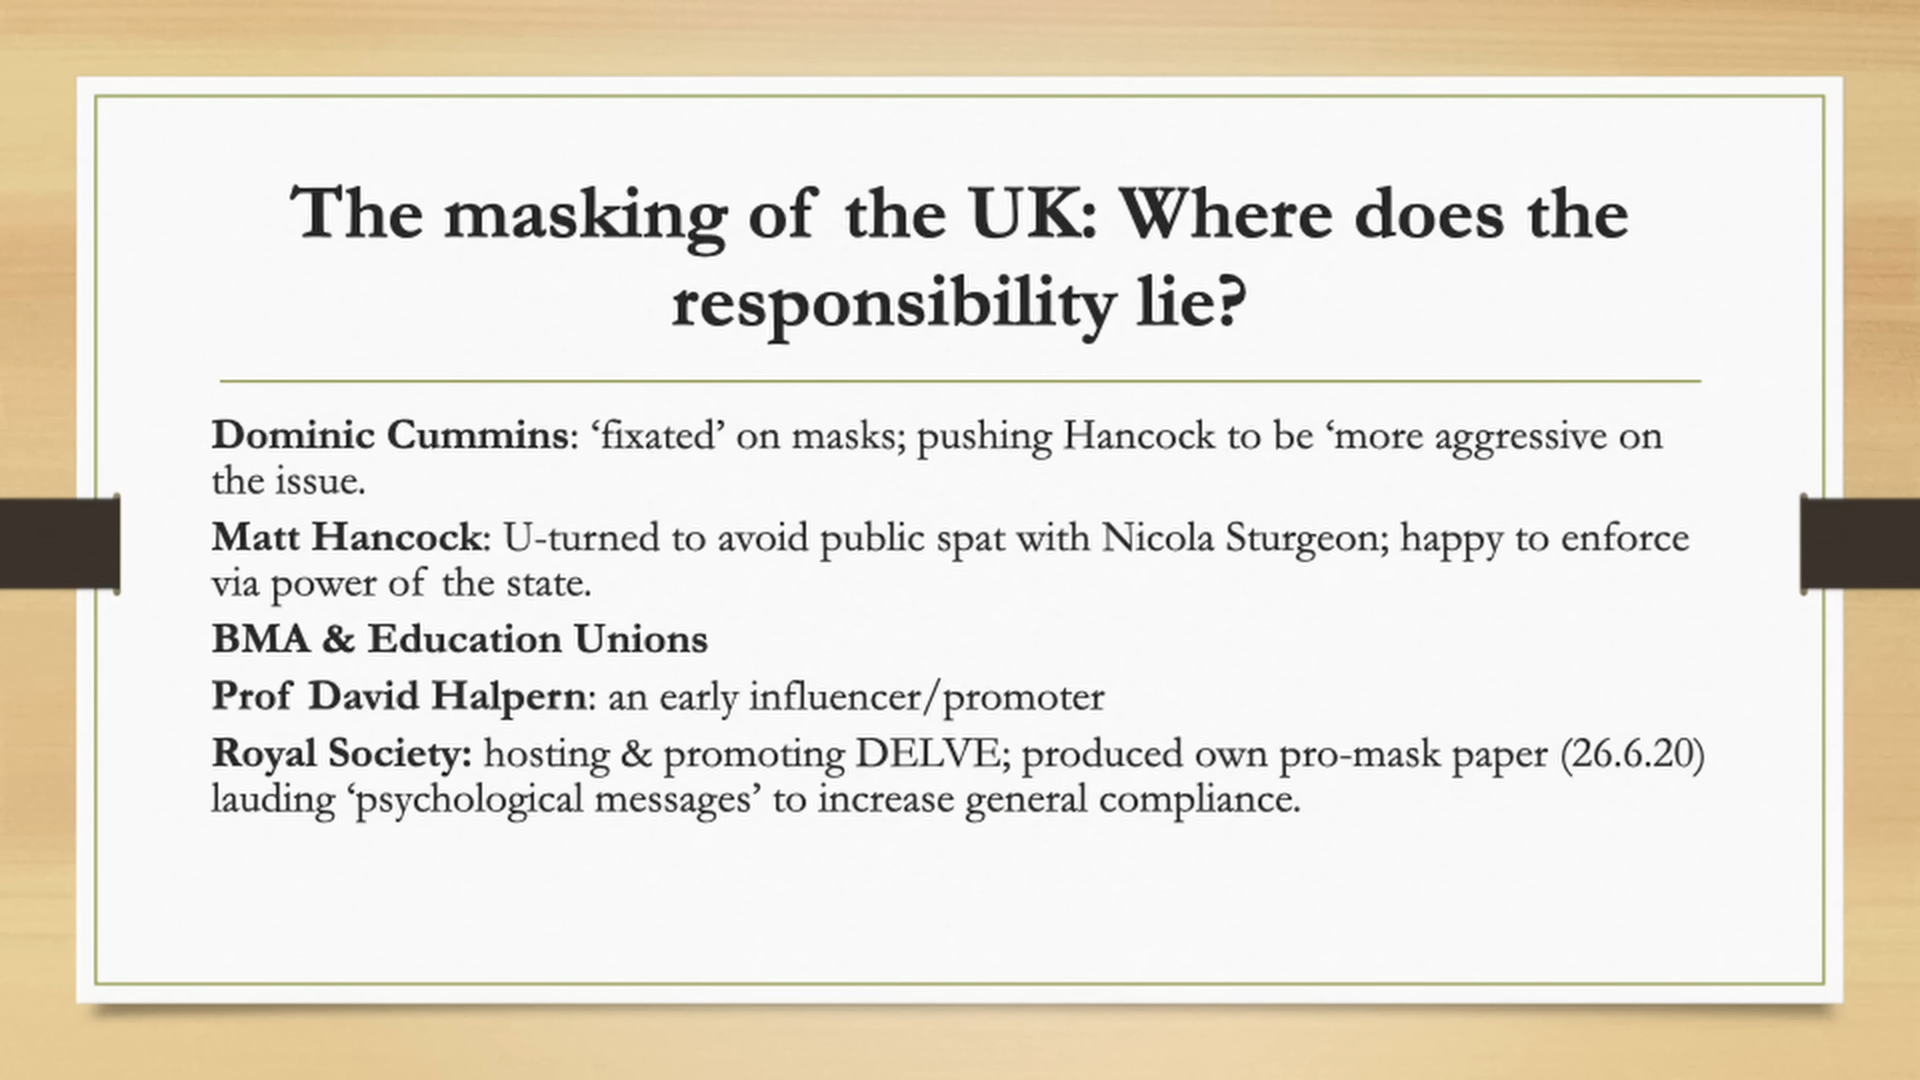 The masking of the UK: Where does the
responsibility lie?
Dominic Cummins: ‘fixated’ on masks; pushing Hancock to be ‘more aggressive on
the issue.
Matt Hancock: U-turned to avoid public spat with Nicola Sturgeon; happy to enforce
via power of the state.
BMA & Education Unions
Prof David Halpern: an early influencer/promoter
Royal Society: hosting & promoting DELVE; produced own pro-mask paper (26.6.20)
lauding ‘psychological messages’ to increase general compliance.